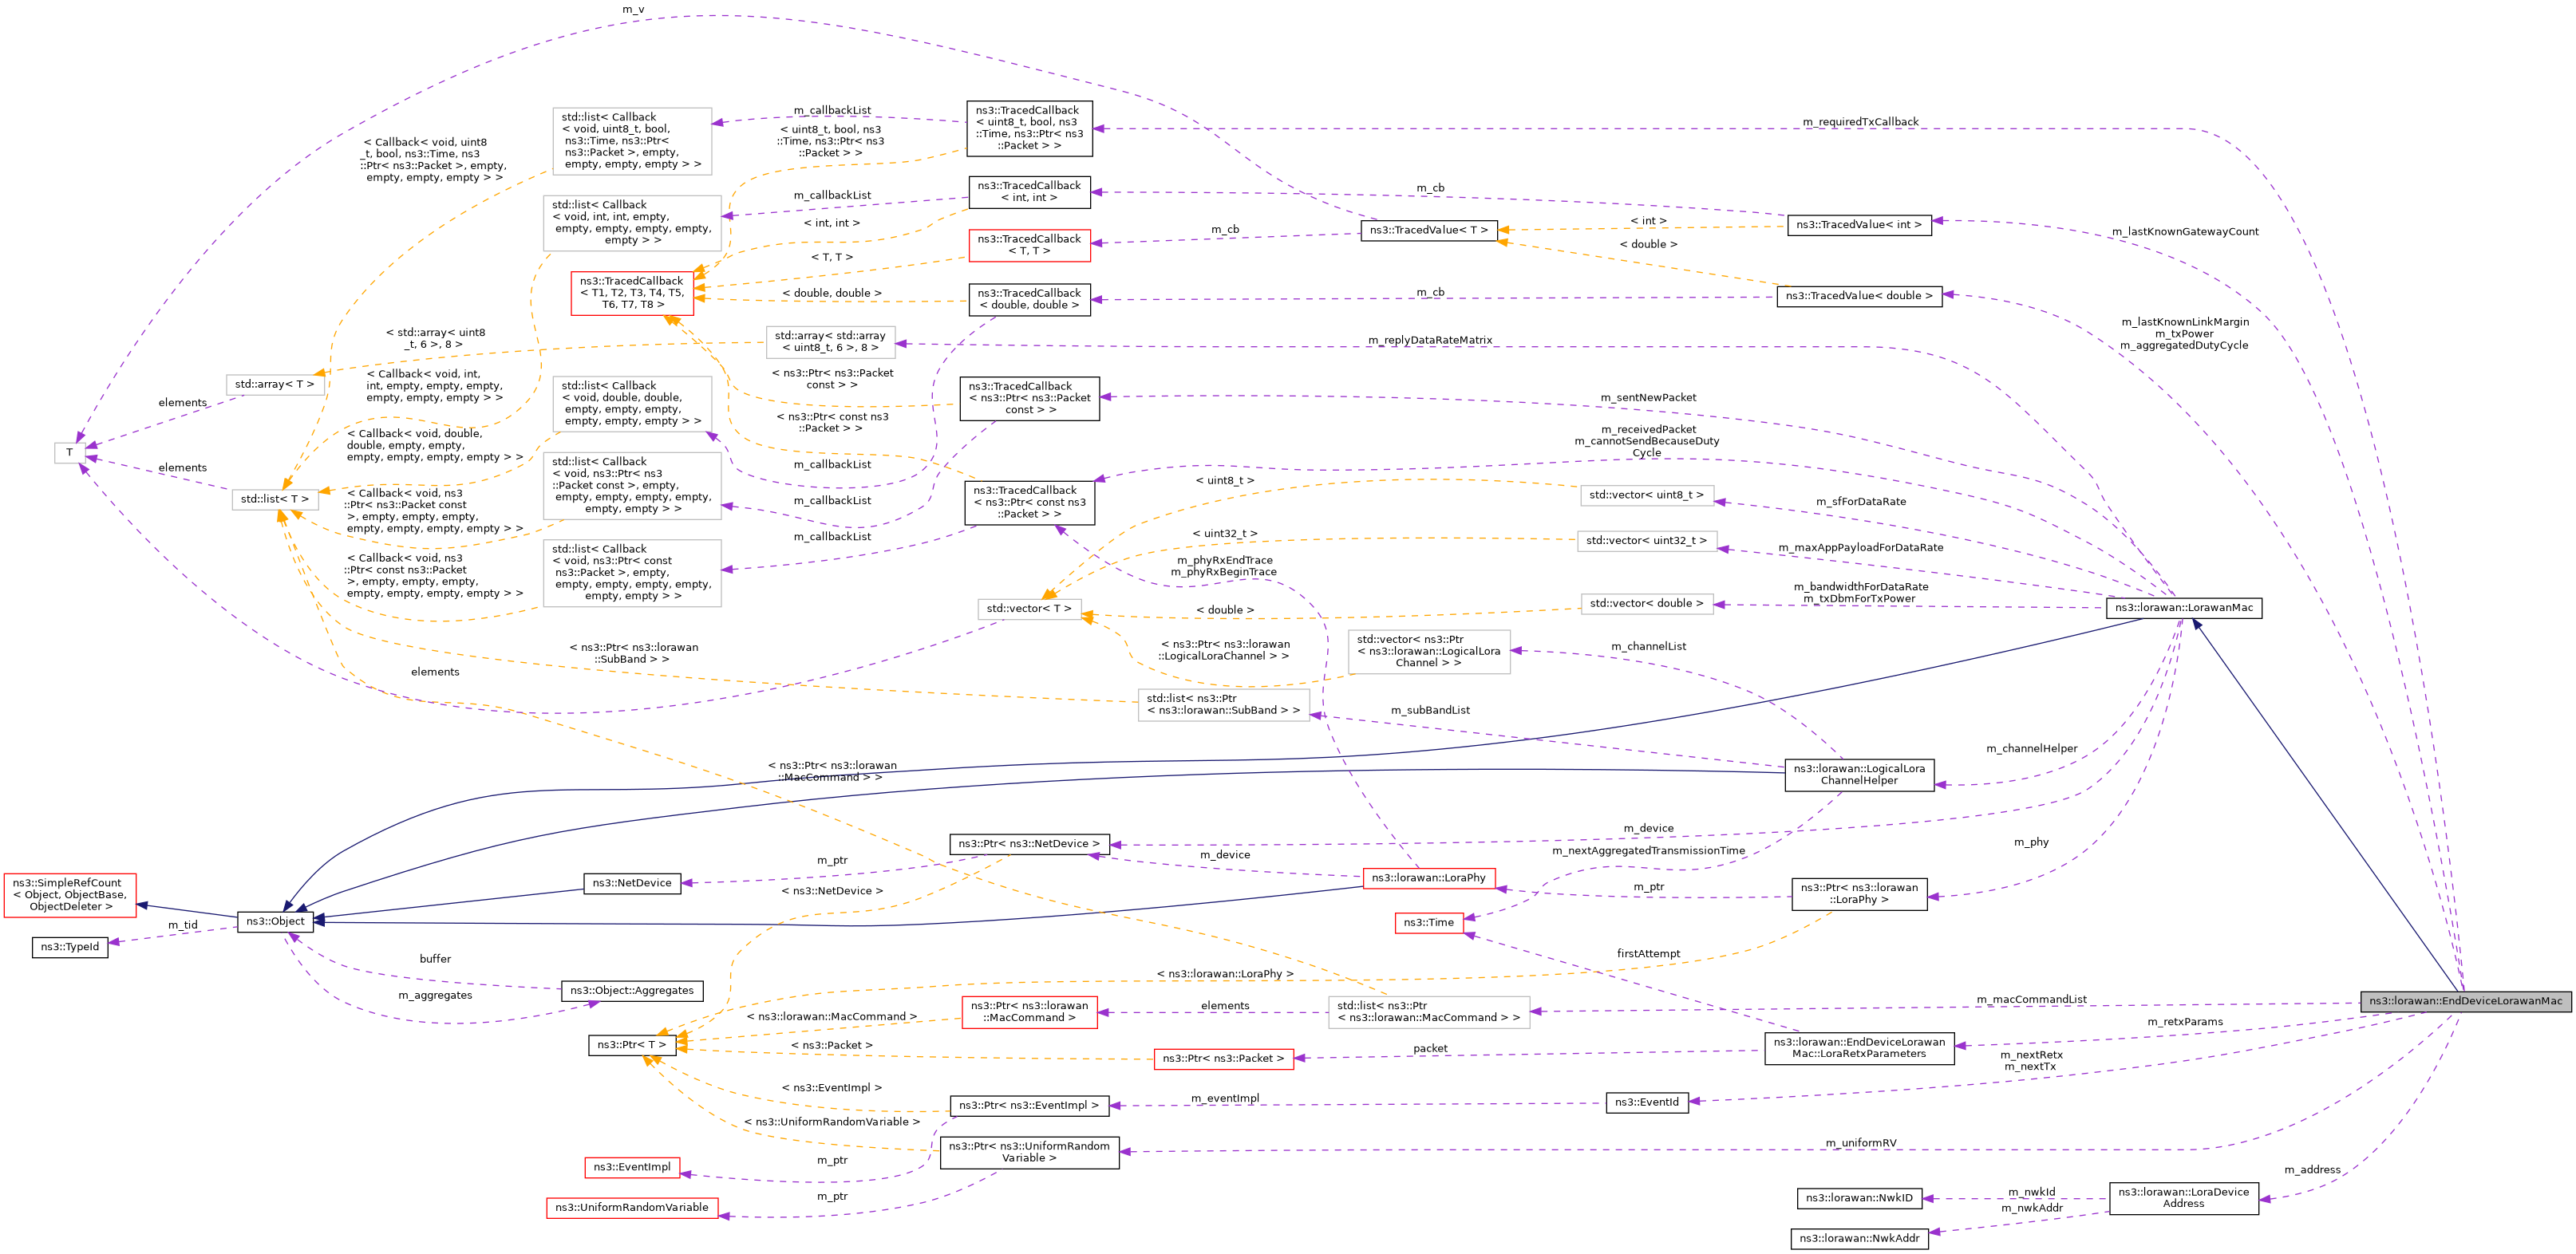 m_v
std::list< Callback
< void, uint8_t, bool,
ns3::Time, ns3::Ptr<
ns3::Packet >, empty,
empty, empty, empty > >
m_callbackList
ns3::TracedCallback
< uint8_t, bool, ns3
::Time, ns3::Ptr< ns3
::Packet > >
m_requiredTxCallback
< Callback< void, uint8
_t, bool, ns3::Time, ns3
::Ptr< ns3::Packet >, empty,
empty, empty, empty > >
< uint8_t, bool, ns3
::Time, ns3::Ptr< ns3
::Packet > >
std::list< Callback
< void, int, int, empty,
empty, empty, empty, empty,
empty > >
m_callbackList
ns3::TracedCallback
< int, int >
m_cb
< int, int >
ns3::TracedCallback
< T, T >
m_cb
ns3::TracedValue< T >
< int >
ns3::TracedValue< int >
m_lastKnownGatewayCount
< double >
< T, T >
ns3::TracedCallback
< T1, T2, T3, T4, T5,
T6, T7, T8 >
< double, double >
ns3::TracedCallback
< double, double >
m_cb
ns3::TracedValue< double >
m_lastKnownLinkMargin
m_txPower
m_aggregatedDutyCycle
< std::array< uint8
_t, 6 >, 8 >
std::array< std::array
< uint8_t, 6 >, 8 >
m_replyDataRateMatrix
std::array< T >
elements
< Callback< void, int,
int, empty, empty, empty,
empty, empty, empty > >
std::list< Callback
< void, double, double,
empty, empty, empty,
empty, empty, empty > >
< ns3::Ptr< ns3::Packet
const > >
ns3::TracedCallback
< ns3::Ptr< ns3::Packet
const > >
m_sentNewPacket
< ns3::Ptr< const ns3
::Packet > >
m_receivedPacket
m_cannotSendBecauseDuty
Cycle
T
elements
< Callback< void, double,
double, empty, empty,
empty, empty, empty, empty > >
m_callbackList
std::list< Callback
< void, ns3::Ptr< ns3
::Packet const >, empty,
empty, empty, empty, empty,
empty, empty > >
std::list< T >
< Callback< void, ns3
::Ptr< ns3::Packet const
>, empty, empty, empty,
empty, empty, empty, empty > >
m_callbackList
ns3::TracedCallback
< ns3::Ptr< const ns3
::Packet > >
< uint8_t >
std::vector< uint8_t >
m_sfForDataRate
m_callbackList
< uint32_t >
std::vector< uint32_t >
m_maxAppPayloadForDataRate
< Callback< void, ns3
::Ptr< const ns3::Packet
>, empty, empty, empty,
empty, empty, empty, empty > >
std::list< Callback
< void, ns3::Ptr< const
ns3::Packet >, empty,
empty, empty, empty, empty,
empty, empty > >
m_phyRxEndTrace
m_phyRxBeginTrace
std::vector< T >
< double >
std::vector< double >
m_bandwidthForDataRate
m_txDbmForTxPower
ns3::lorawan::LorawanMac
< ns3::Ptr< ns3::lorawan
::LogicalLoraChannel > >
std::vector< ns3::Ptr
< ns3::lorawan::LogicalLora
Channel > >
m_channelList
elements
< ns3::Ptr< ns3::lorawan
::SubBand > >
std::list< ns3::Ptr
< ns3::lorawan::SubBand > >
m_subBandList
m_channelHelper
< ns3::Ptr< ns3::lorawan
::MacCommand > >
ns3::lorawan::LogicalLora
ChannelHelper
m_device
ns3::Ptr< ns3::NetDevice >
m_device
m_nextAggregatedTransmissionTime
m_phy
ns3::SimpleRefCount
< Object, ObjectBase,
ObjectDeleter >
m_ptr
ns3::NetDevice
< ns3::NetDevice >
ns3::lorawan::LoraPhy
m_ptr
ns3::Ptr< ns3::lorawan
::LoraPhy >
ns3::Object
m_tid
ns3::TypeId
ns3::Time
buffer
m_aggregates
ns3::Object::Aggregates
firstAttempt
< ns3::lorawan::LoraPhy >
ns3::Ptr< ns3::lorawan
::MacCommand >
elements
std::list< ns3::Ptr
< ns3::lorawan::MacCommand > >
m_macCommandList
ns3::lorawan::EndDeviceLorawanMac
< ns3::lorawan::MacCommand >
m_retxParams
ns3::Ptr< T >
< ns3::Packet >
ns3::Ptr< ns3::Packet >
packet
ns3::lorawan::EndDeviceLorawan
Mac::LoraRetxParameters
m_nextRetx
m_nextTx
< ns3::EventImpl >
ns3::Ptr< ns3::EventImpl >
m_eventImpl
ns3::EventId
< ns3::UniformRandomVariable >
ns3::Ptr< ns3::UniformRandom
Variable >
m_uniformRV
ns3::EventImpl
m_ptr
m_address
ns3::UniformRandomVariable
m_ptr
ns3::lorawan::NwkID
m_nwkId
m_nwkAddr
ns3::lorawan::LoraDevice
Address
ns3::lorawan::NwkAddr